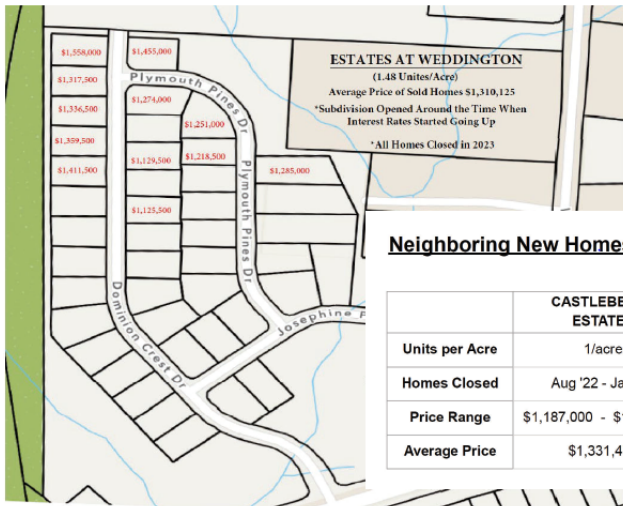 $1,558,000
$1,455,000
$1,317,500
$1,336,500
$1,274,000
$1,251,000
$1,359,500
$1,129,500
$1,218,500
$1,411,500
$1,285,000
$1,125,500
Plymouth Pines Dr
Plymouth Pines Dr
Dominion Crest Dr
Josephine
ESTATES AT WEDDINGTON
(1.48 Unites/Acre)
Average Price of Sold Homes $1,310,125
*Subdivision Opened Around the Time When
Interest Rates Started Going Up
*All Homes Closed in 2023
Neighboring New Homes
CASTLEBE
ESTATE
Units per Acre 1/acre
Homes Closed Aug '22 - Ja
Price Range $1,187,000 - $
Average Price $1,331,4